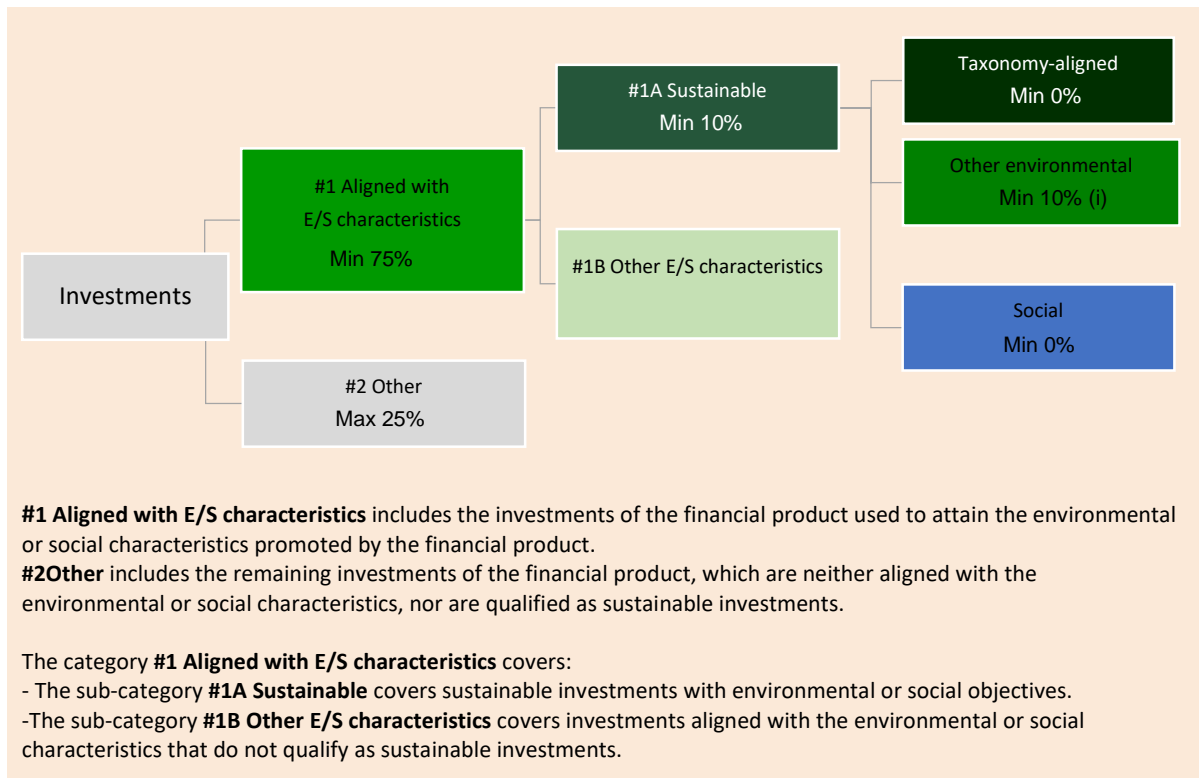 Investments
#1 Aligned with
E/S characteristics
Min 75%
#2 Other
Max 25%
#1A Sustainable
Min 10%
#1B Other E/S characteristics
Taxonomy-aligned
Min 0%
Other environmental
Min 10% (i)
Social
Min 0%
#1 Aligned with E/S characteristics includes the investments of the financial product used to attain the environmental
or social characteristics promoted by the financial product.
#2Other includes the remaining investments of the financial product, which are neither aligned with the
environmental or social characteristics, nor are qualified as sustainable investments.
The category #1 Aligned with E/S characteristics covers:
- The sub-category #1A Sustainable covers sustainable investments with environmental or social objectives.
-The sub-category #1B Other E/S characteristics covers investments aligned with the environmental or social
characteristics that do not qualify as sustainable investments.